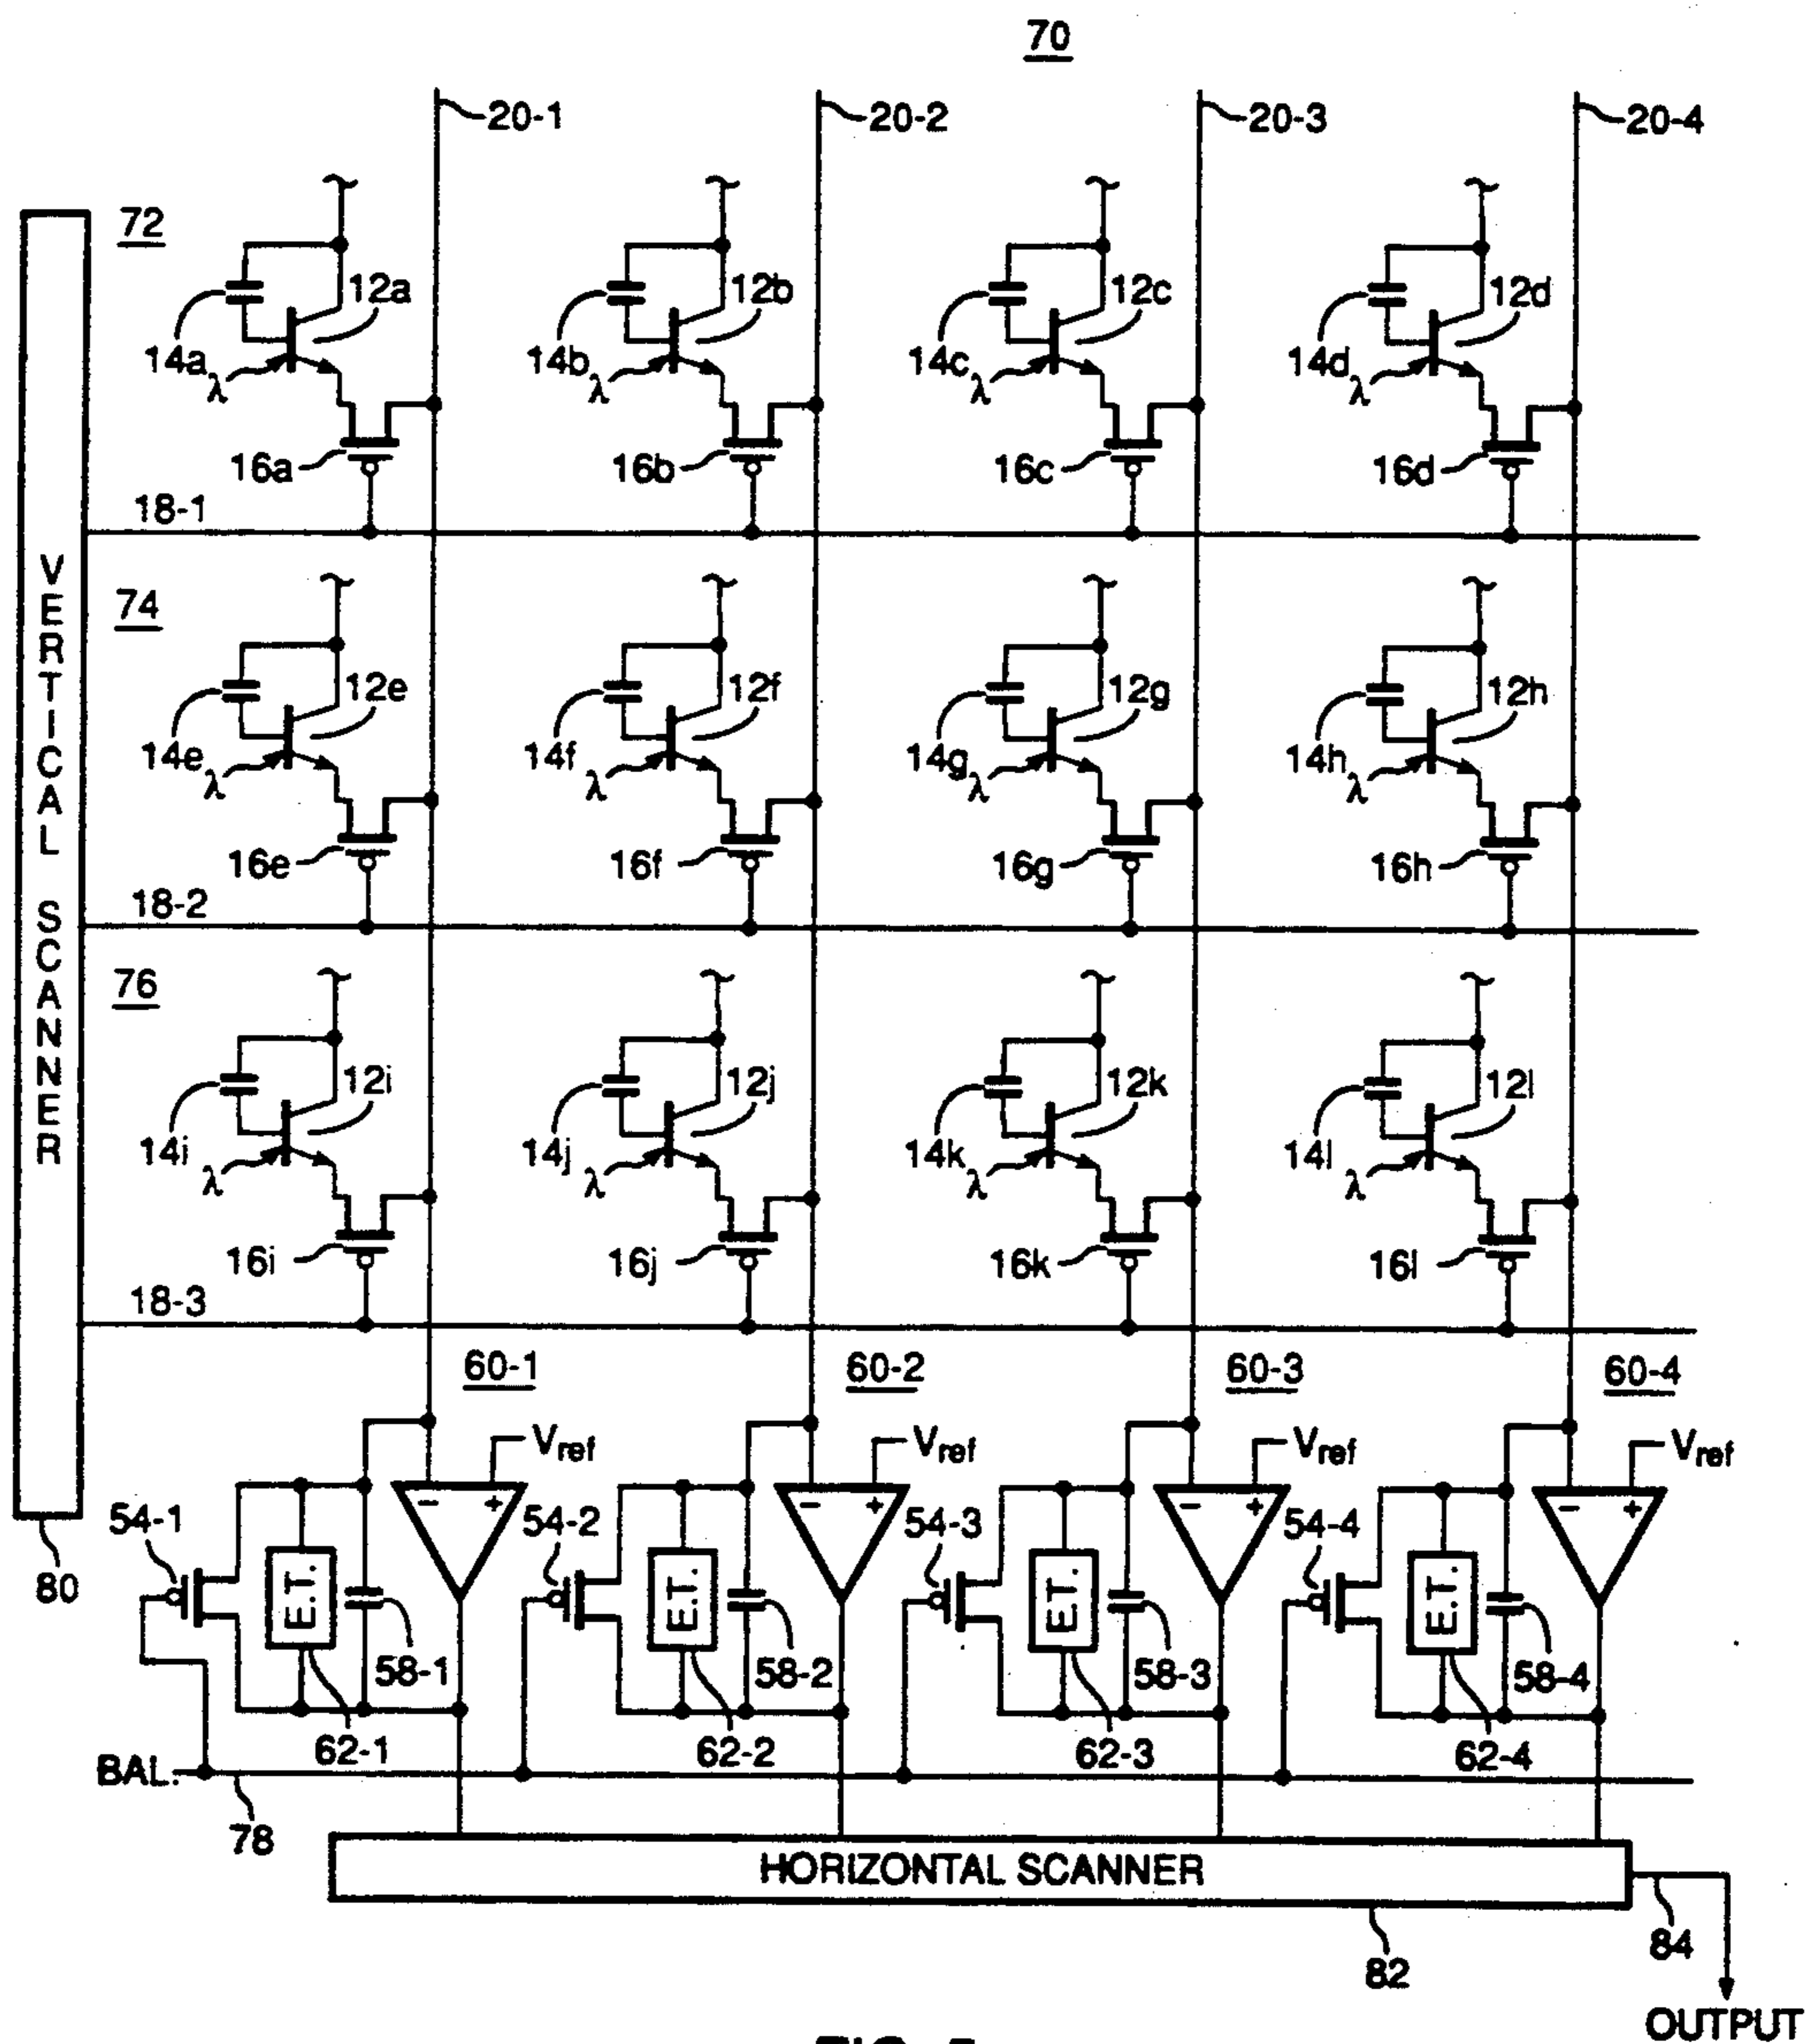 70
20-1 20-2 20-3 20-4
72
12a 12b 12c 12d
14a 14b 14c 14d
λ λ λ λ
16a 16b 16c 16d
18-1
VERTICAL SCANNER
74
12e 12f 12g 12h
14e 14f 14g 14h
λ λ λ λ
16e 16f 16g 16h
18-2
76
12i 12j 12k 12l
14i 14j 14k 14l
λ λ λ λ
16i 16j 16k 16l
18-3
60-1 60-2 60-3 60-4
Vref Vref Vref Vref
- + - + - + - +
54-1 54-2 54-3 54-4
80
E.T. E.T. E.T. E.T.
58-1 58-2 58-3 58-4
62-1 62-2 62-3 62-4
BAL.
78
HORIZONTAL SCANNER
84
82
OUTPUT